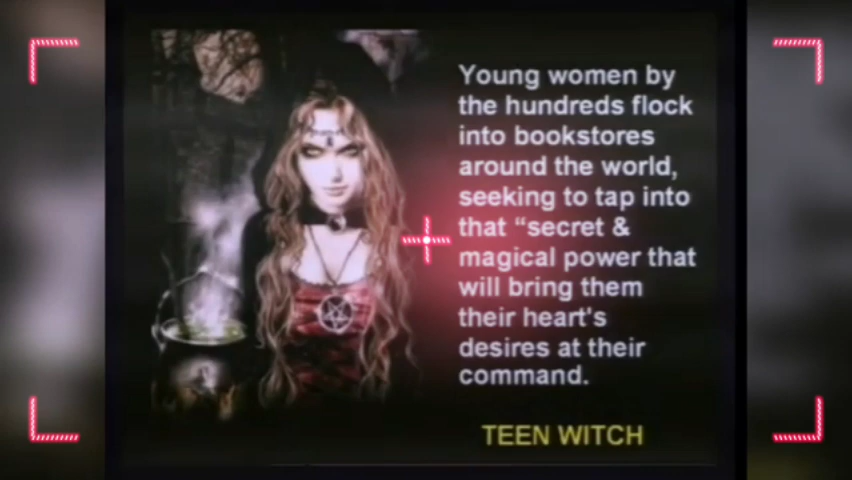 Young women by
the hundreds flock
into bookstores
around the world,
seeking to tap into
that “secret &
magical power that
will bring them
their heart's
desires at their
command.
TEEN WITCH